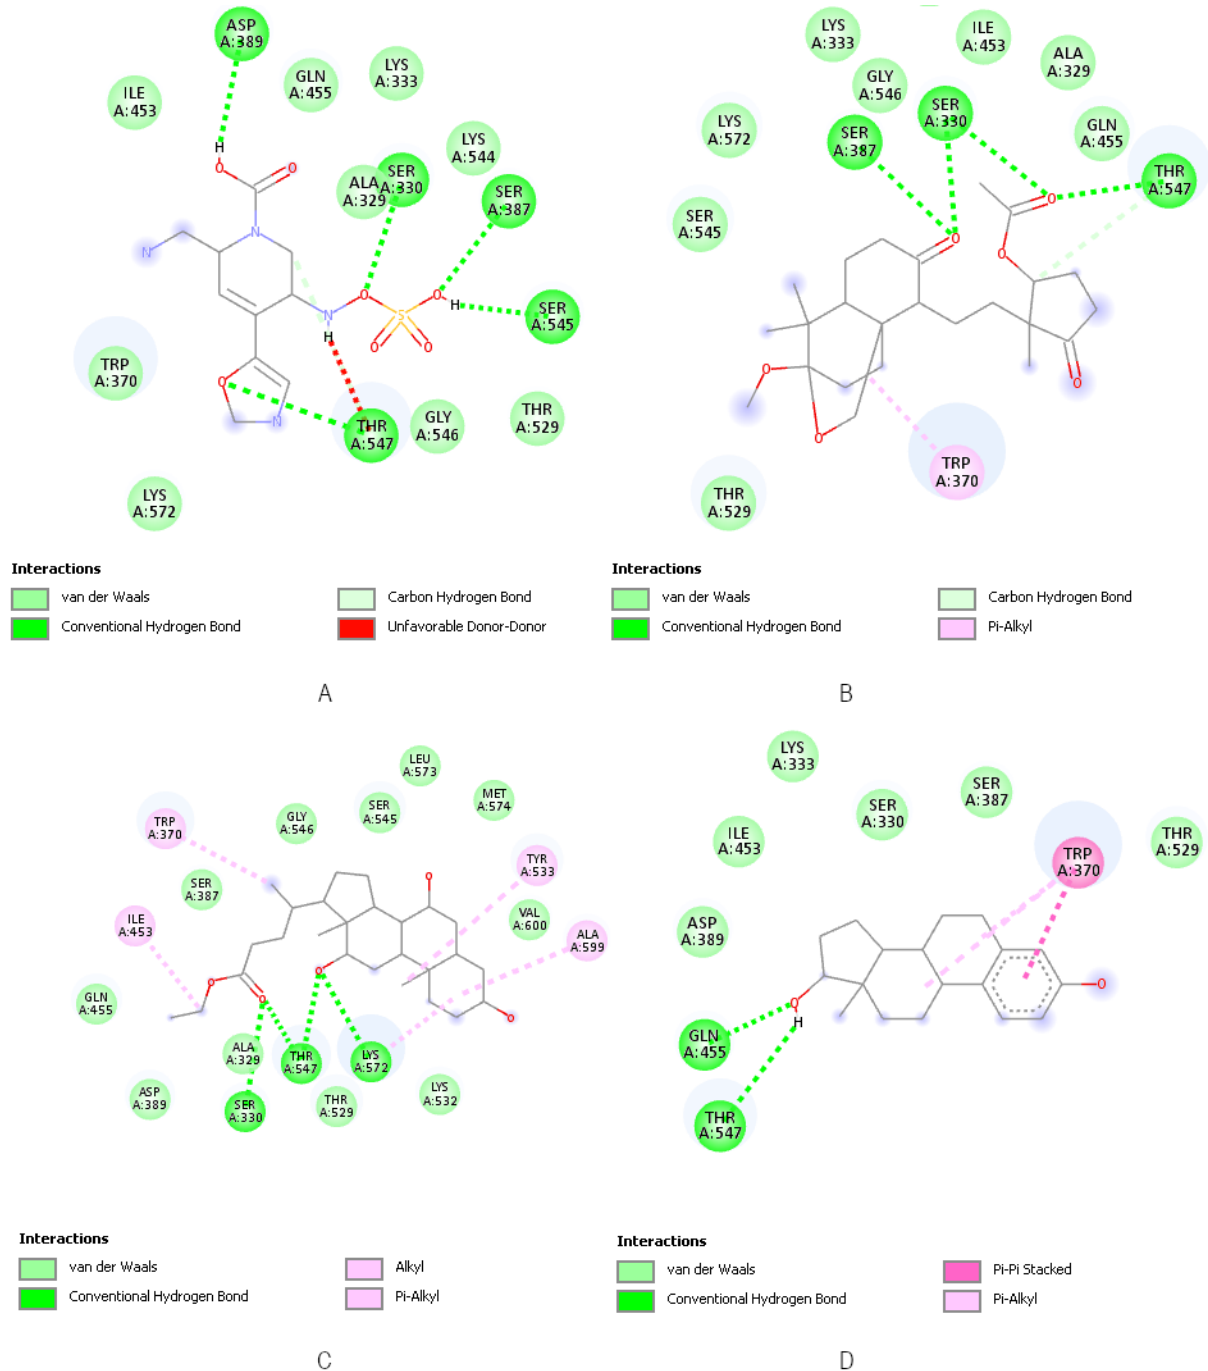 ASP
A:389
ILE
A:453
GLN
A:455
LYS
A:333
LYS
A:544
ALA
A:329
SER
A:330
SER
A:387
SER
A:545
TRP
A:370
THR
A:547
GLY
A:546
THR
A:529
LYS
A:572
H
O
O
N
N
N
H
O
O
H
S
O
O
O
N
Interactions
van der Waals
Conventional Hydrogen Bond
Carbon Hydrogen Bond
Unfavorable Donor-Donor
A
LYS
A:333
ILE
A:453
ALA
A:329
GLY
A:546
SER
A:330
LYS
A:572
SER
A:387
GLN
A:455
THR
A:547
SER
A:545
TRP
A:370
THR
A:529
O
O
O
O
O
O
Interactions
van der Waals
Conventional Hydrogen Bond
Carbon Hydrogen Bond
Pi-Alkyl
B
LEU
A:573
MET
A:574
TRP
A:370
GLY
A:546
SER
A:545
TYR
A:533
SER
A:387
ILE
A:453
VAL
A:600
ALA
A:599
GLN
A:455
ALA
A:329
THR
A:547
LYS
A:572
ASP
A:389
SER
A:330
THR
A:529
LYS
A:532
O
O
O
O
O
Interactions
van der Waals
Conventional Hydrogen Bond
Alkyl
Pi-Alkyl
C
LYS
A:333
SER
A:330
SER
A:387
ILE
A:453
TRP
A:370
THR
A:529
ASP
A:389
GLN
A:455
THR
A:547
O
H
O
Interactions
van der Waals
Conventional Hydrogen Bond
Pi-Pi Stacked
Pi-Alkyl
D